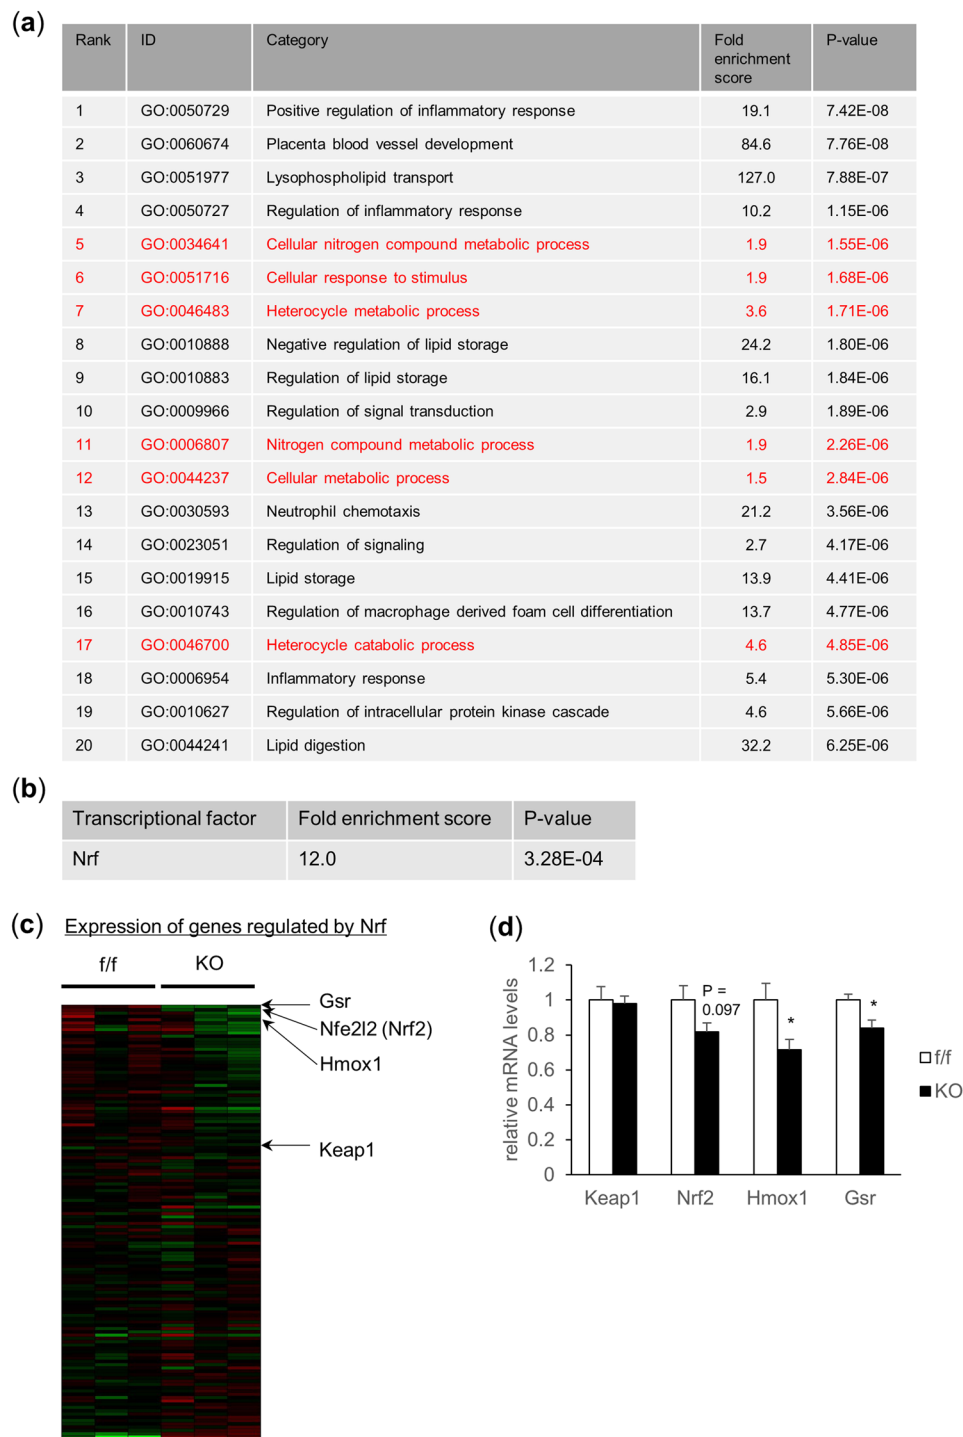 (a)
Rank ID Category Fold enrichment score P-value
1 GO:0050729 Positive regulation of inflammatory response 19.1 7.42E-08
2 GO:0060674 Placenta blood vessel development 84.6 7.76E-08
3 GO:0051977 Lysophospholipid transport 127.0 7.88E-07
4 GO:0050727 Regulation of inflammatory response 10.2 1.15E-06
5 GO:0034641 Cellular nitrogen compound metabolic process 1.9 1.55E-06
6 GO:0051716 Cellular response to stimulus 1.9 1.68E-06
7 GO:0046483 Heterocycle metabolic process 3.6 1.71E-06
8 GO:0010888 Negative regulation of lipid storage 24.2 1.80E-06
9 GO:0010883 Regulation of lipid storage 16.1 1.84E-06
10 GO:0009966 Regulation of signal transduction 2.9 1.89E-06
11 GO:0006807 Nitrogen compound metabolic process 1.9 2.26E-06
12 GO:0044237 Cellular metabolic process 1.5 2.84E-06
13 GO:0030593 Neutrophil chemotaxis 21.2 3.56E-06
14 GO:0023051 Regulation of signaling 2.7 4.17E-06
15 GO:0019915 Lipid storage 13.9 4.41E-06
16 GO:0010743 Regulation of macrophage derived foam cell differentiation 13.7 4.77E-06
17 GO:0046700 Heterocycle catabolic process 4.6 4.85E-06
18 GO:0006954 Inflammatory response 5.4 5.30E-06
19 GO:0010627 Regulation of intracellular protein kinase cascade 4.6 5.66E-06
20 GO:0044241 Lipid digestion 32.2 6.25E-06
(b)
Transcriptional factor Fold enrichment score P-value
Nrf 12.0 3.28E-04
(c) Expression of genes regulated by Nrf
f/f KO
Gsr
Nfe2l2 (Nrf2)
Hmox1
Keap1
(d)
relative mRNA levels
1.2
1
0.8
0.6
0.4
0.2
0
P =
0.097
*
*
Keap1 Nrf2 Hmox1 Gsr
f/f
KO